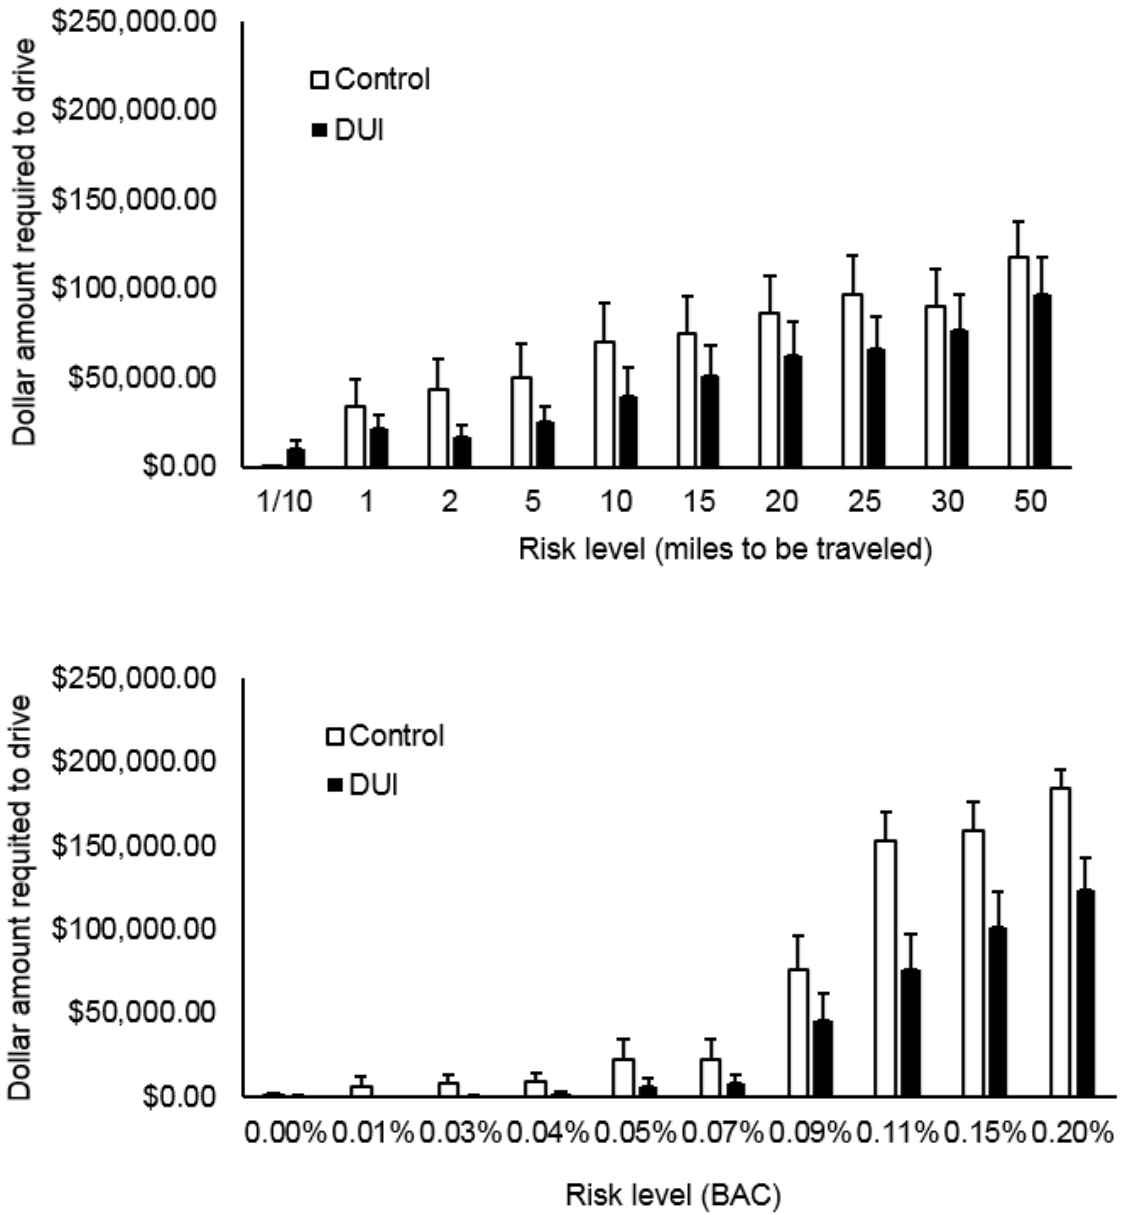 $250,000.00
$200,000.00
$150,000.00
$100,000.00
$50,000.00
$0.00
Dollar amount required to drive
Control
DUI
1/10 1 2 5 10 15 20 25 30 50
Risk level (miles to be traveled)
$250,000.00
$200,000.00
$150,000.00
$100,000.00
$50,000.00
$0.00
Dollar amount requited to drive
Control
DUI
0.00% 0.01% 0.03% 0.04% 0.05% 0.07% 0.09% 0.11% 0.15% 0.20%
Risk level (BAC)